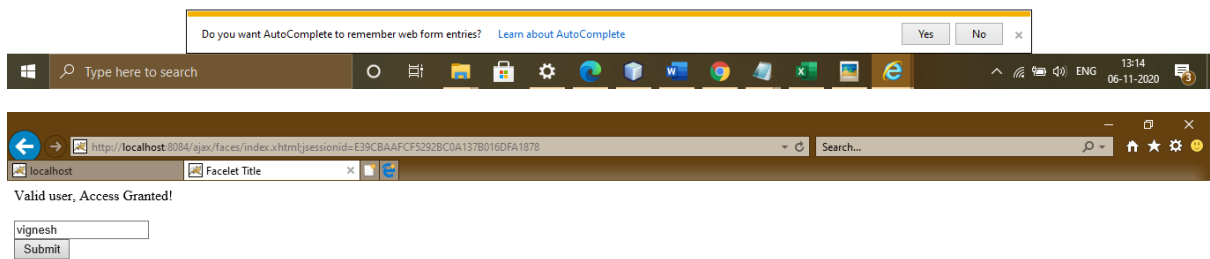 Do you want AutoComplete to remember web form entries? Learn about AutoComplete Yes No ×
Type here to search W X ENG 13:14
06-11-2020 3
http://localhost:8084/ajax/faces/index.xhtml;jsessionid=E39CBAAFCF5292BC0A137B016DFA1878 Search...
localhost Facelet Title ×
Valid user, Access Granted!
vignesh
Submit